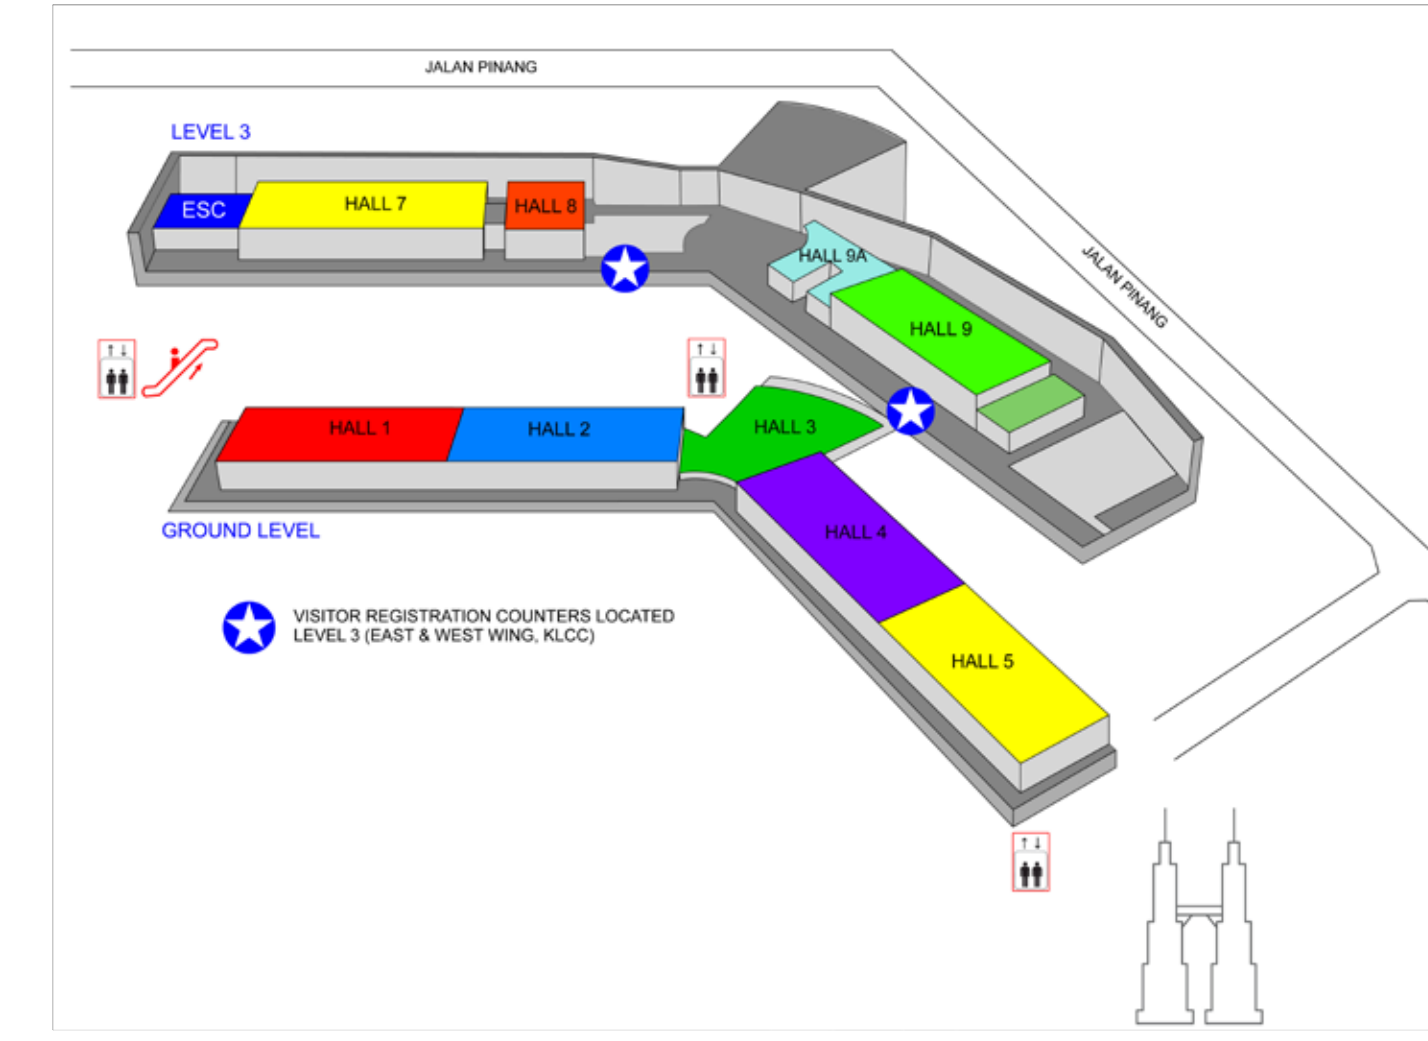 JALAN PINANG
LEVEL 3
ESC
HALL 7
HALL 8
HALL 9A
JALAN PINANG
HALL 9
HALL 1
HALL 2
HALL 3
GROUND LEVEL
HALL 4
VISITOR REGISTRATION COUNTERS LOCATED
LEVEL 3 (EAST & WEST WING, KLCC)
HALL 5